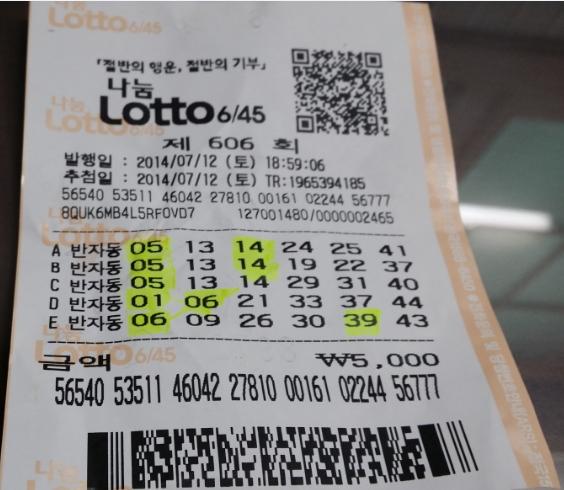 「절반의 행운, 절반의 기부」
나눔
Lotto 6/45
제 606 회
발행일 : 2014/07/12 (토) 18:59:06
추첨일 : 2014/07/12 (토) TR:1965394185
56540 53511 46042 27810 00161 02244 56777
8QUK6MB4L5RFOVD7 127001480/0000002465
A 반자동 05 13 14 24 25 41
B 반자동 05 13 14 19 22 37
C 반자동 05 13 14 29 31 40
D 반자동 01 06 21 33 37 44
E 반자동 06 09 26 30 39 43
금액 ₩5,000
56540 53511 46042 27810 00161 02244 56777